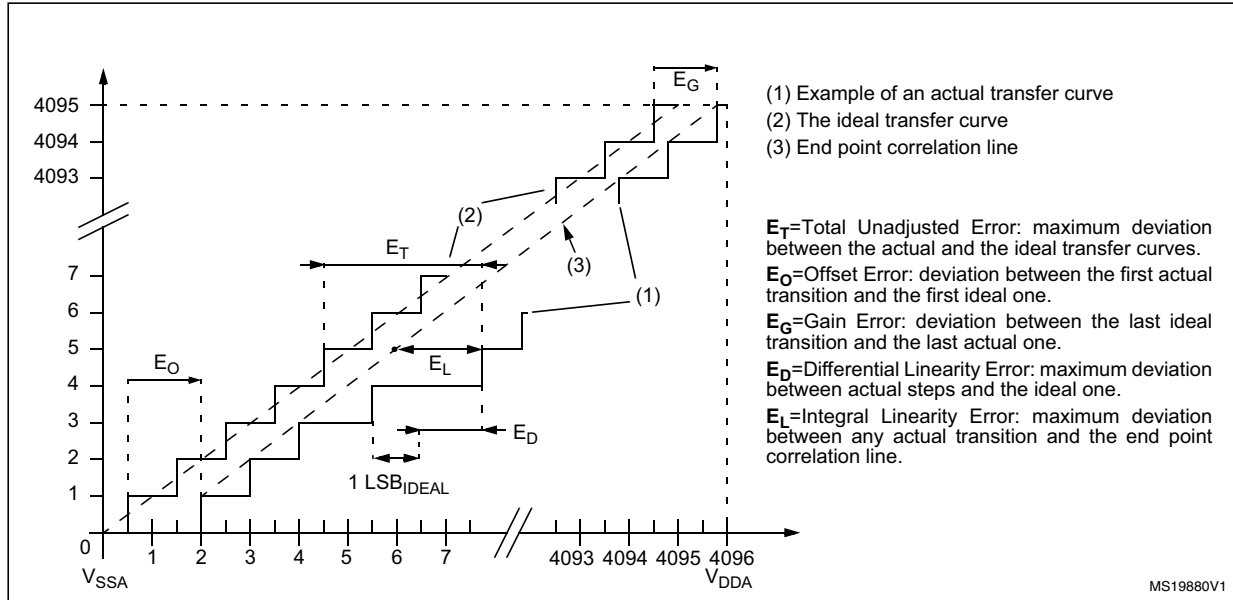 E_G
4095
4094
4093
7
6
5
4
3
2
1
0
(2)
(3)
(1)
E_T
E_O
E_L
E_D
1 LSB_IDEAL
1 2 3 4 5 6 7 4093 4094 4095 4096
V_SSA
V_DDA
(1) Example of an actual transfer curve
(2) The ideal transfer curve
(3) End point correlation line
E_T=Total Unadjusted Error: maximum deviation
between the actual and the ideal transfer curves.
E_O=Offset Error: deviation between the first actual
transition and the first ideal one.
E_G=Gain Error: deviation between the last ideal
transition and the last actual one.
E_D=Differential Linearity Error: maximum deviation
between actual steps and the ideal one.
E_L=Integral Linearity Error: maximum deviation
between any actual transition and the end point
correlation line.
MS19880V1